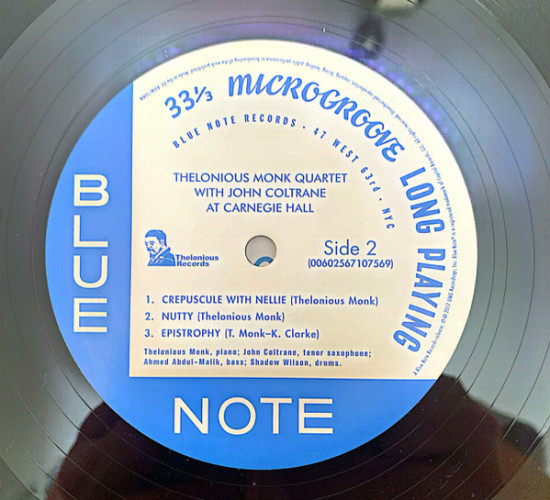 33⅓ MICROGROOVE LONG PLAYING
BLUE NOTE RECORDS · 47 WEST 63rd · NYC
THELONIOUS MONK QUARTET
WITH JOHN COLTRANE
AT CARNEGIE HALL
Thelonious
Records
Side 2
(00602567107569)
1. CREPUSCULE WITH NELLIE (Thelonious Monk)
2. NUTTY (Thelonious Monk)
3. EPISTROPHY (T. Monk–K. Clarke)
Thelonious Monk, piano; John Coltrane, tenor saxophone;
Ahmed Abdul-Malik, bass; Shadow Wilson, drums.
BLUE
NOTE